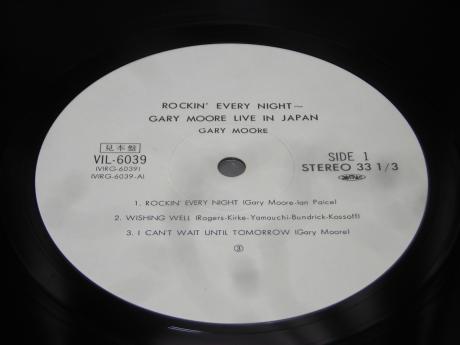 ROCKIN' EVERY NIGHT—
GARY MOORE LIVE IN JAPAN
GARY MOORE
見本盤
VIL-6039
(VIRG-6039)
(VIRG-6039-A)
SIDE 1
STEREO 33 1/3
1. ROCKIN' EVERY NIGHT (Gary Moore-Ian Paice)
2. WISHING WELL (Rogers-Kirke-Yamauchi-Bundrick-Kossoff)
3. I CAN'T WAIT UNTIL TOMORROW (Gary Moore)
③